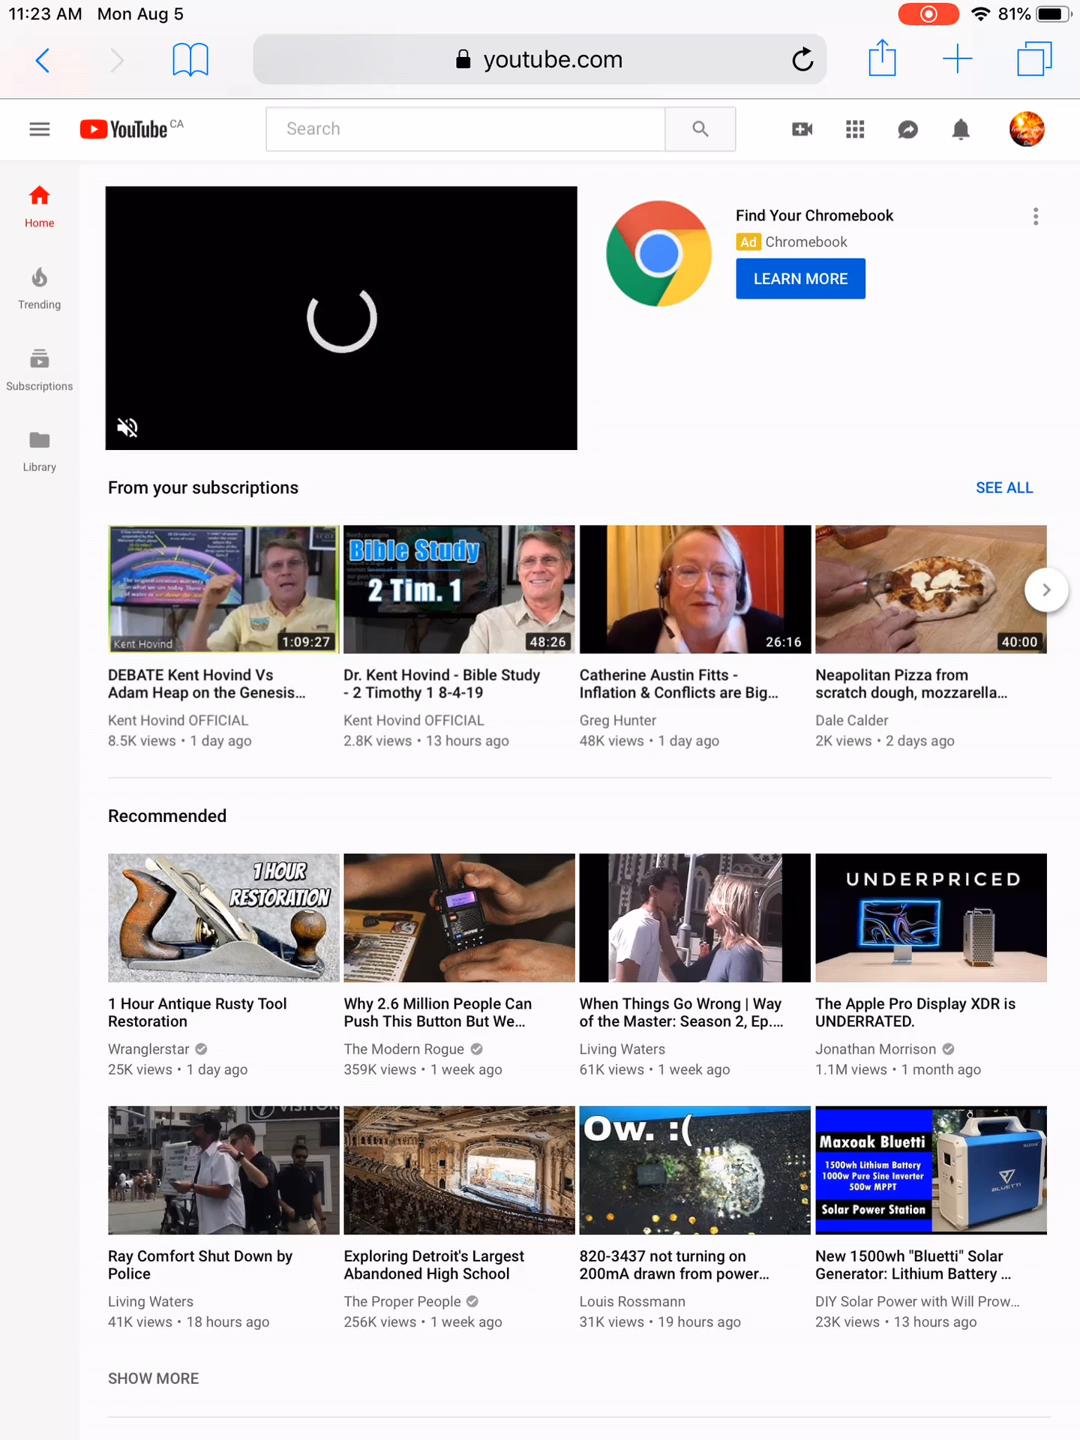 11:23 AM Mon Aug 5
81%
youtube.com
YouTube CA
Search
Home
Trending
Subscriptions
Library
Find Your Chromebook
Ad Chromebook
LEARN MORE
From your subscriptions
SEE ALL
Kent Hovind
1:09:27
Bible Study
2 Tim. 1
48:26
26:16
40:00
DEBATE Kent Hovind Vs
Adam Heap on the Genesis...
Kent Hovind OFFICIAL
8.5K views • 1 day ago
Dr. Kent Hovind - Bible Study
- 2 Timothy 1 8-4-19
Kent Hovind OFFICIAL
2.8K views • 13 hours ago
Catherine Austin Fitts -
Inflation & Conflicts are Big...
Greg Hunter
48K views • 1 day ago
Neapolitan Pizza from
scratch dough, mozzarella...
Dale Calder
2K views • 2 days ago
Recommended
1 HOUR
RESTORATION
UNDERPRICED
1 Hour Antique Rusty Tool
Restoration
Wranglerstar
25K views • 1 day ago
Why 2.6 Million People Can
Push This Button But We...
The Modern Rogue
359K views • 1 week ago
When Things Go Wrong | Way
of the Master: Season 2, Ep....
Living Waters
61K views • 1 week ago
The Apple Pro Display XDR is
UNDERRATED.
Jonathan Morrison
1.1M views • 1 month ago
Ow. :(
Maxoak Bluetti
1500wh Lithium Battery
1000w Pure Sine Inverter
500w MPPT
Solar Power Station
BLUETTI
Ray Comfort Shut Down by
Police
Living Waters
41K views • 18 hours ago
Exploring Detroit's Largest
Abandoned High School
The Proper People
256K views • 1 week ago
820-3437 not turning on
200mA drawn from power...
Louis Rossmann
31K views • 19 hours ago
New 1500wh "Bluetti" Solar
Generator: Lithium Battery ...
DIY Solar Power with Will Prow...
23K views • 13 hours ago
SHOW MORE